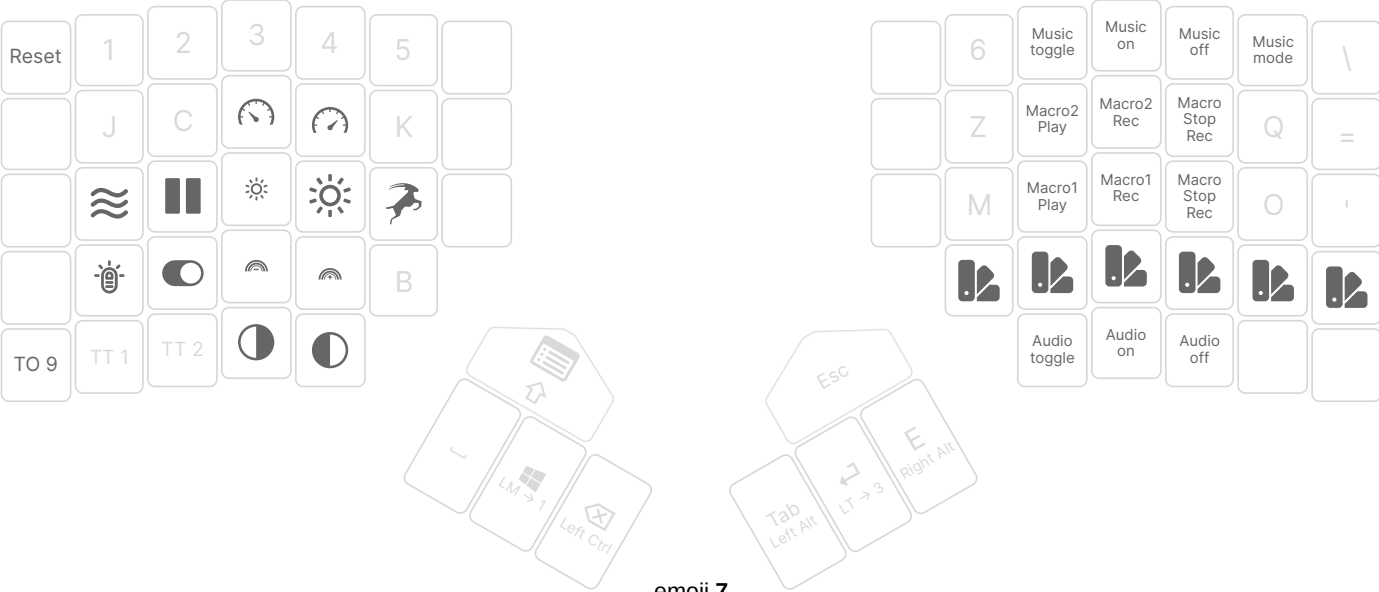 Reset
1
2
3
4
5
6
Music
toggle
Music
on
Music
off
Music
mode
\
J
C
K
Z
Macro2
Play
Macro2
Rec
Macro
Stop
Rec
Q
=
M
Macro1
Play
Macro1
Rec
Macro
Stop
Rec
O
'
B
TO 9
TT 1
TT 2
Audio
toggle
Audio
on
Audio
off
LM → 1
Left Ctrl
Esc
E
Right Alt
LT → 3
Tab
Left Alt
emoji 7